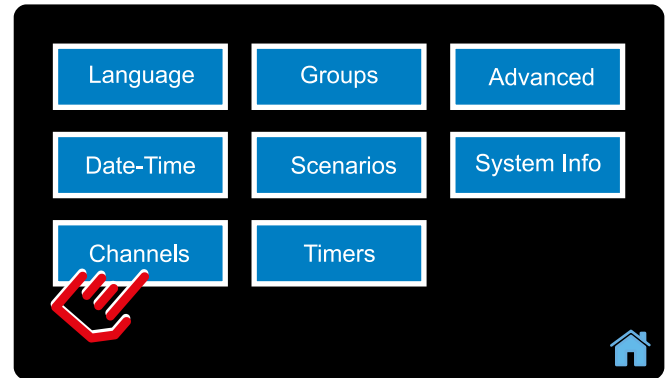 Language
Groups
Advanced
Date-Time
Scenarios
System Info
Channels
Timers